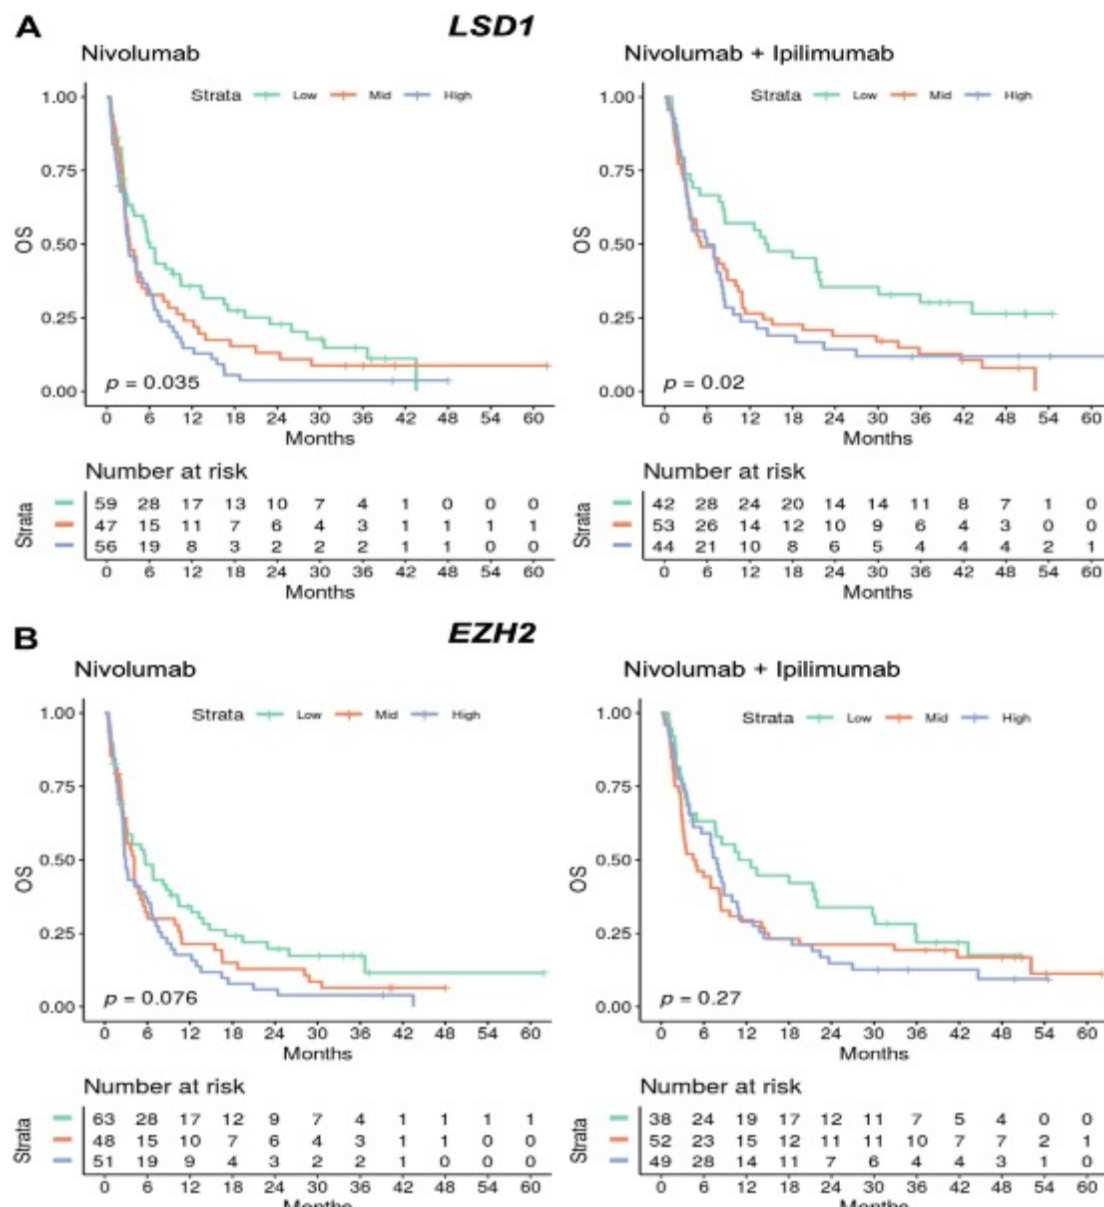 A LSD1
Nivolumab
Strata Low Mid High
1.00
0.75
0.50
0.25
0.00
OS
p = 0.035
0 6 12 18 24 30 36 42 48 54 60
Months
Number at risk
Strata
59 28 17 13 10 7 4 1 0 0 0
47 15 11 7 6 4 3 1 1 1 1
56 19 8 3 2 2 2 1 1 0 0
0 6 12 18 24 30 36 42 48 54 60
Months
Nivolumab + Ipilimumab
Strata Low Mid High
1.00
0.75
0.50
0.25
0.00
OS
p = 0.02
0 6 12 18 24 30 36 42 48 54 60
Months
Number at risk
Strata
42 28 24 20 14 14 11 8 7 1 0
53 26 14 12 10 9 6 4 3 0 0
44 21 10 8 6 5 4 4 4 2 1
0 6 12 18 24 30 36 42 48 54 60
Months
B EZH2
Nivolumab
Strata Low Mid High
1.00
0.75
0.50
0.25
0.00
OS
p = 0.076
0 6 12 18 24 30 36 42 48 54 60
Months
Number at risk
Strata
63 28 17 12 9 7 4 1 1 1 1
48 15 10 7 6 4 3 1 1 0 0
51 19 9 4 3 2 2 1 0 0 0
0 6 12 18 24 30 36 42 48 54 60
Months
Nivolumab + Ipilimumab
Strata Low Mid High
1.00
0.75
0.50
0.25
0.00
OS
p = 0.27
0 6 12 18 24 30 36 42 48 54 60
Months
Number at risk
Strata
38 24 19 17 12 11 7 5 4 0 0
52 23 15 12 11 11 10 7 7 2 1
49 28 14 11 7 6 4 4 3 1 0
0 6 12 18 24 30 36 42 48 54 60
Months